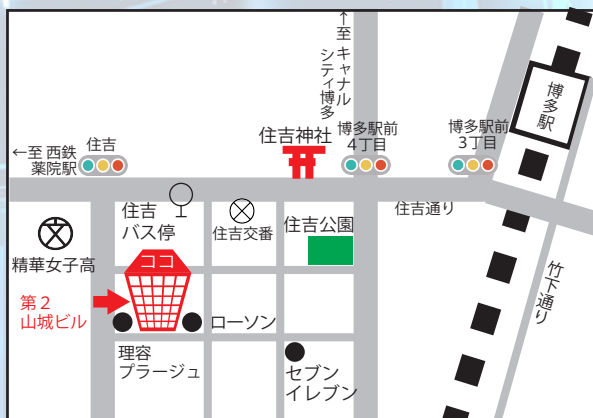 ←至 キャナル
シティ博多
博多駅
住吉
←至 西鉄
薬院駅
住吉神社
博多駅前
4丁目
博多駅前
3丁目
住吉
バス停
住吉交番
住吉公園
住吉通り
精華女子高
ココ
竹下通り
第2
山城ビル
ローソン
理容
プラージュ
セブン
イレブン